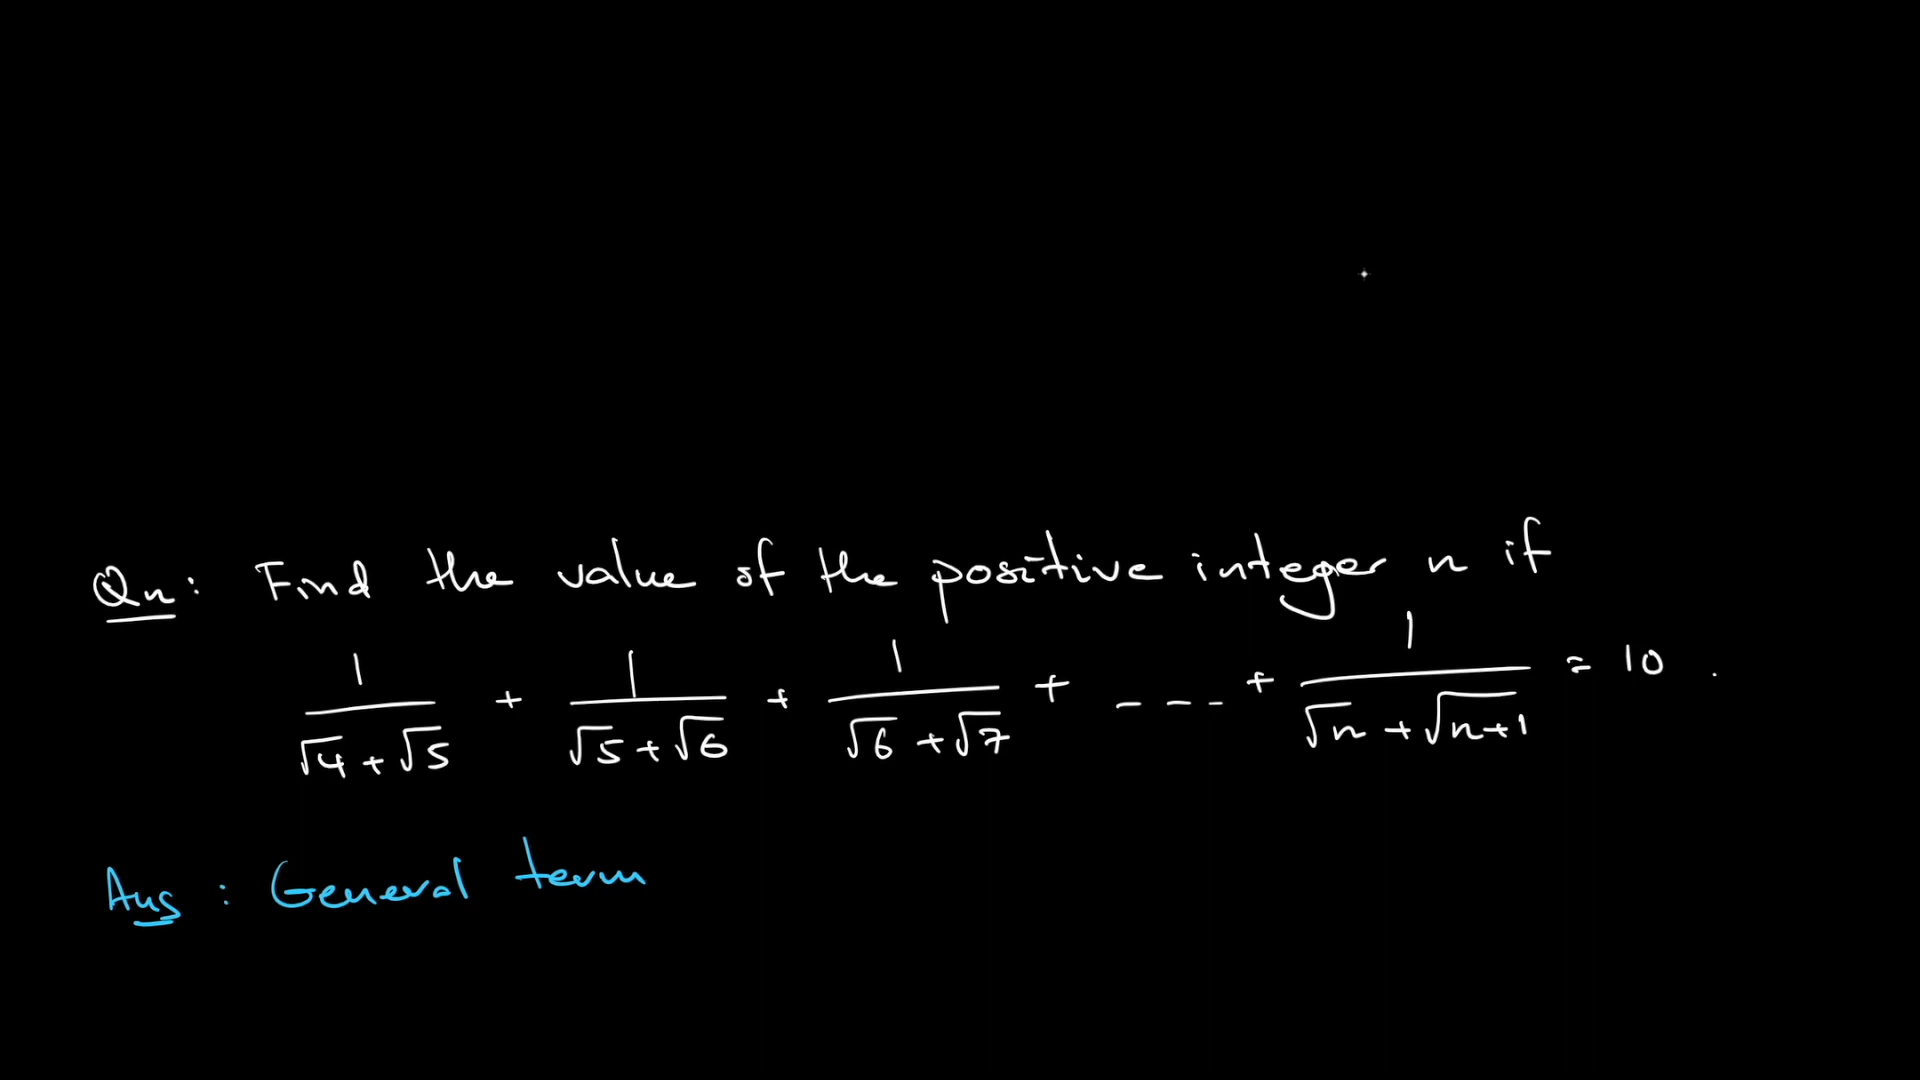 Qn: Find the value of the positive integer n if
1/(√4+√5) + 1/(√5+√6) + 1/(√6+√7) + - - - + 1/(√n+√n+1) = 10 .
Ans : General term